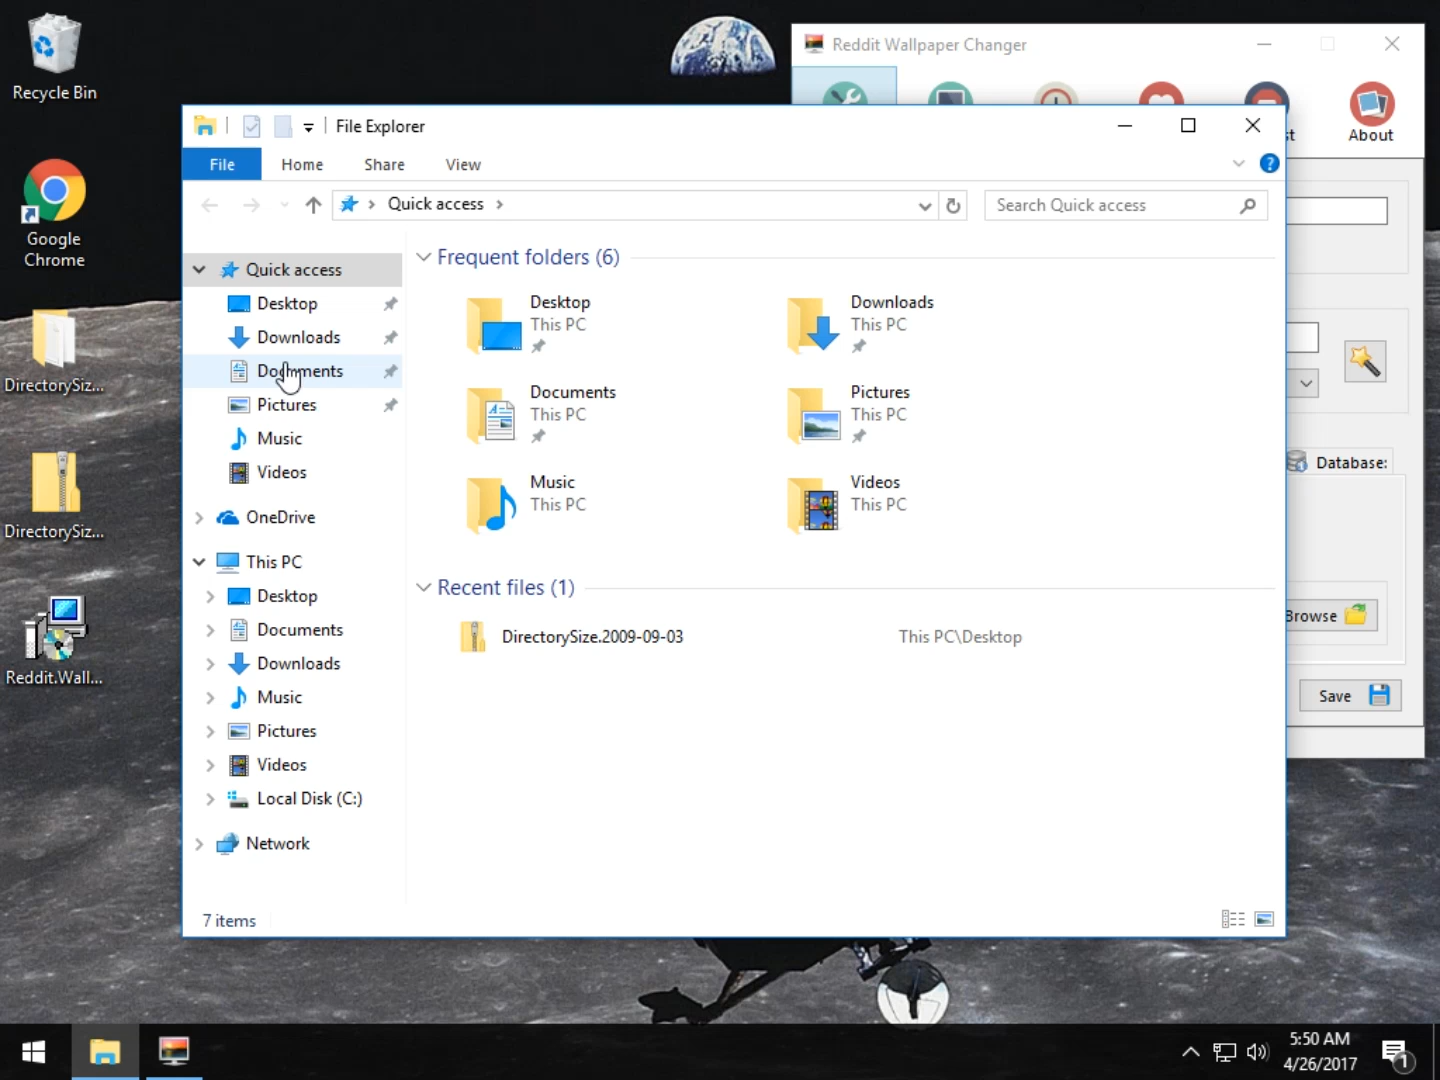 Recycle Bin
Google
Chrome
DirectorySiz...
DirectorySiz...
Reddit.Wall...
Reddit Wallpaper Changer
About
File Explorer
File
Home
Share
View
Quick access
Search Quick access
Quick access
Desktop
Downloads
Documents
Pictures
Music
Videos
OneDrive
This PC
Desktop
Documents
Downloads
Music
Pictures
Videos
Local Disk (C:)
Network
Frequent folders (6)
Desktop
This PC
Downloads
This PC
Documents
This PC
Pictures
This PC
Music
This PC
Videos
This PC
Recent files (1)
DirectorySize.2009-09-03
This PC\Desktop
7 items
Database:
Browse
Save
5:50 AM
4/26/2017
1